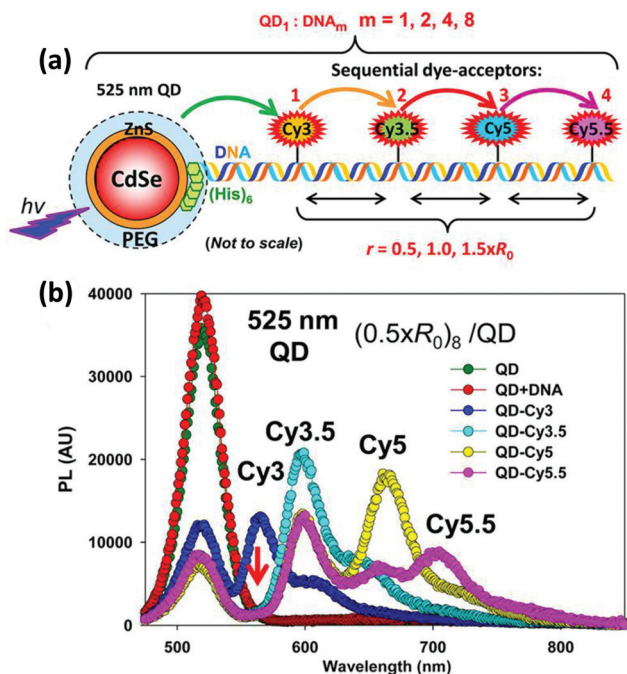 QD₁ : DNAₘ m = 1, 2, 4, 8
(a)
Sequential dye-acceptors:
525 nm QD
1 2 3 4
ZnS
Cy3 Cy3.5 Cy5 Cy5.5
DNA
CdSe
(His)₆
hv
PEG
(Not to scale)
r = 0.5, 1.0, 1.5xR₀
(b)
40000
525 nm
QD
(0.5xR₀)₈ /QD
QD
QD+DNA
QD-Cy3
QD-Cy3.5
QD-Cy5
QD-Cy5.5
30000
Cy3.5
Cy5
Cy3
Cy5.5
PL (AU)
20000
10000
0
500 600 700 800
Wavelength (nm)